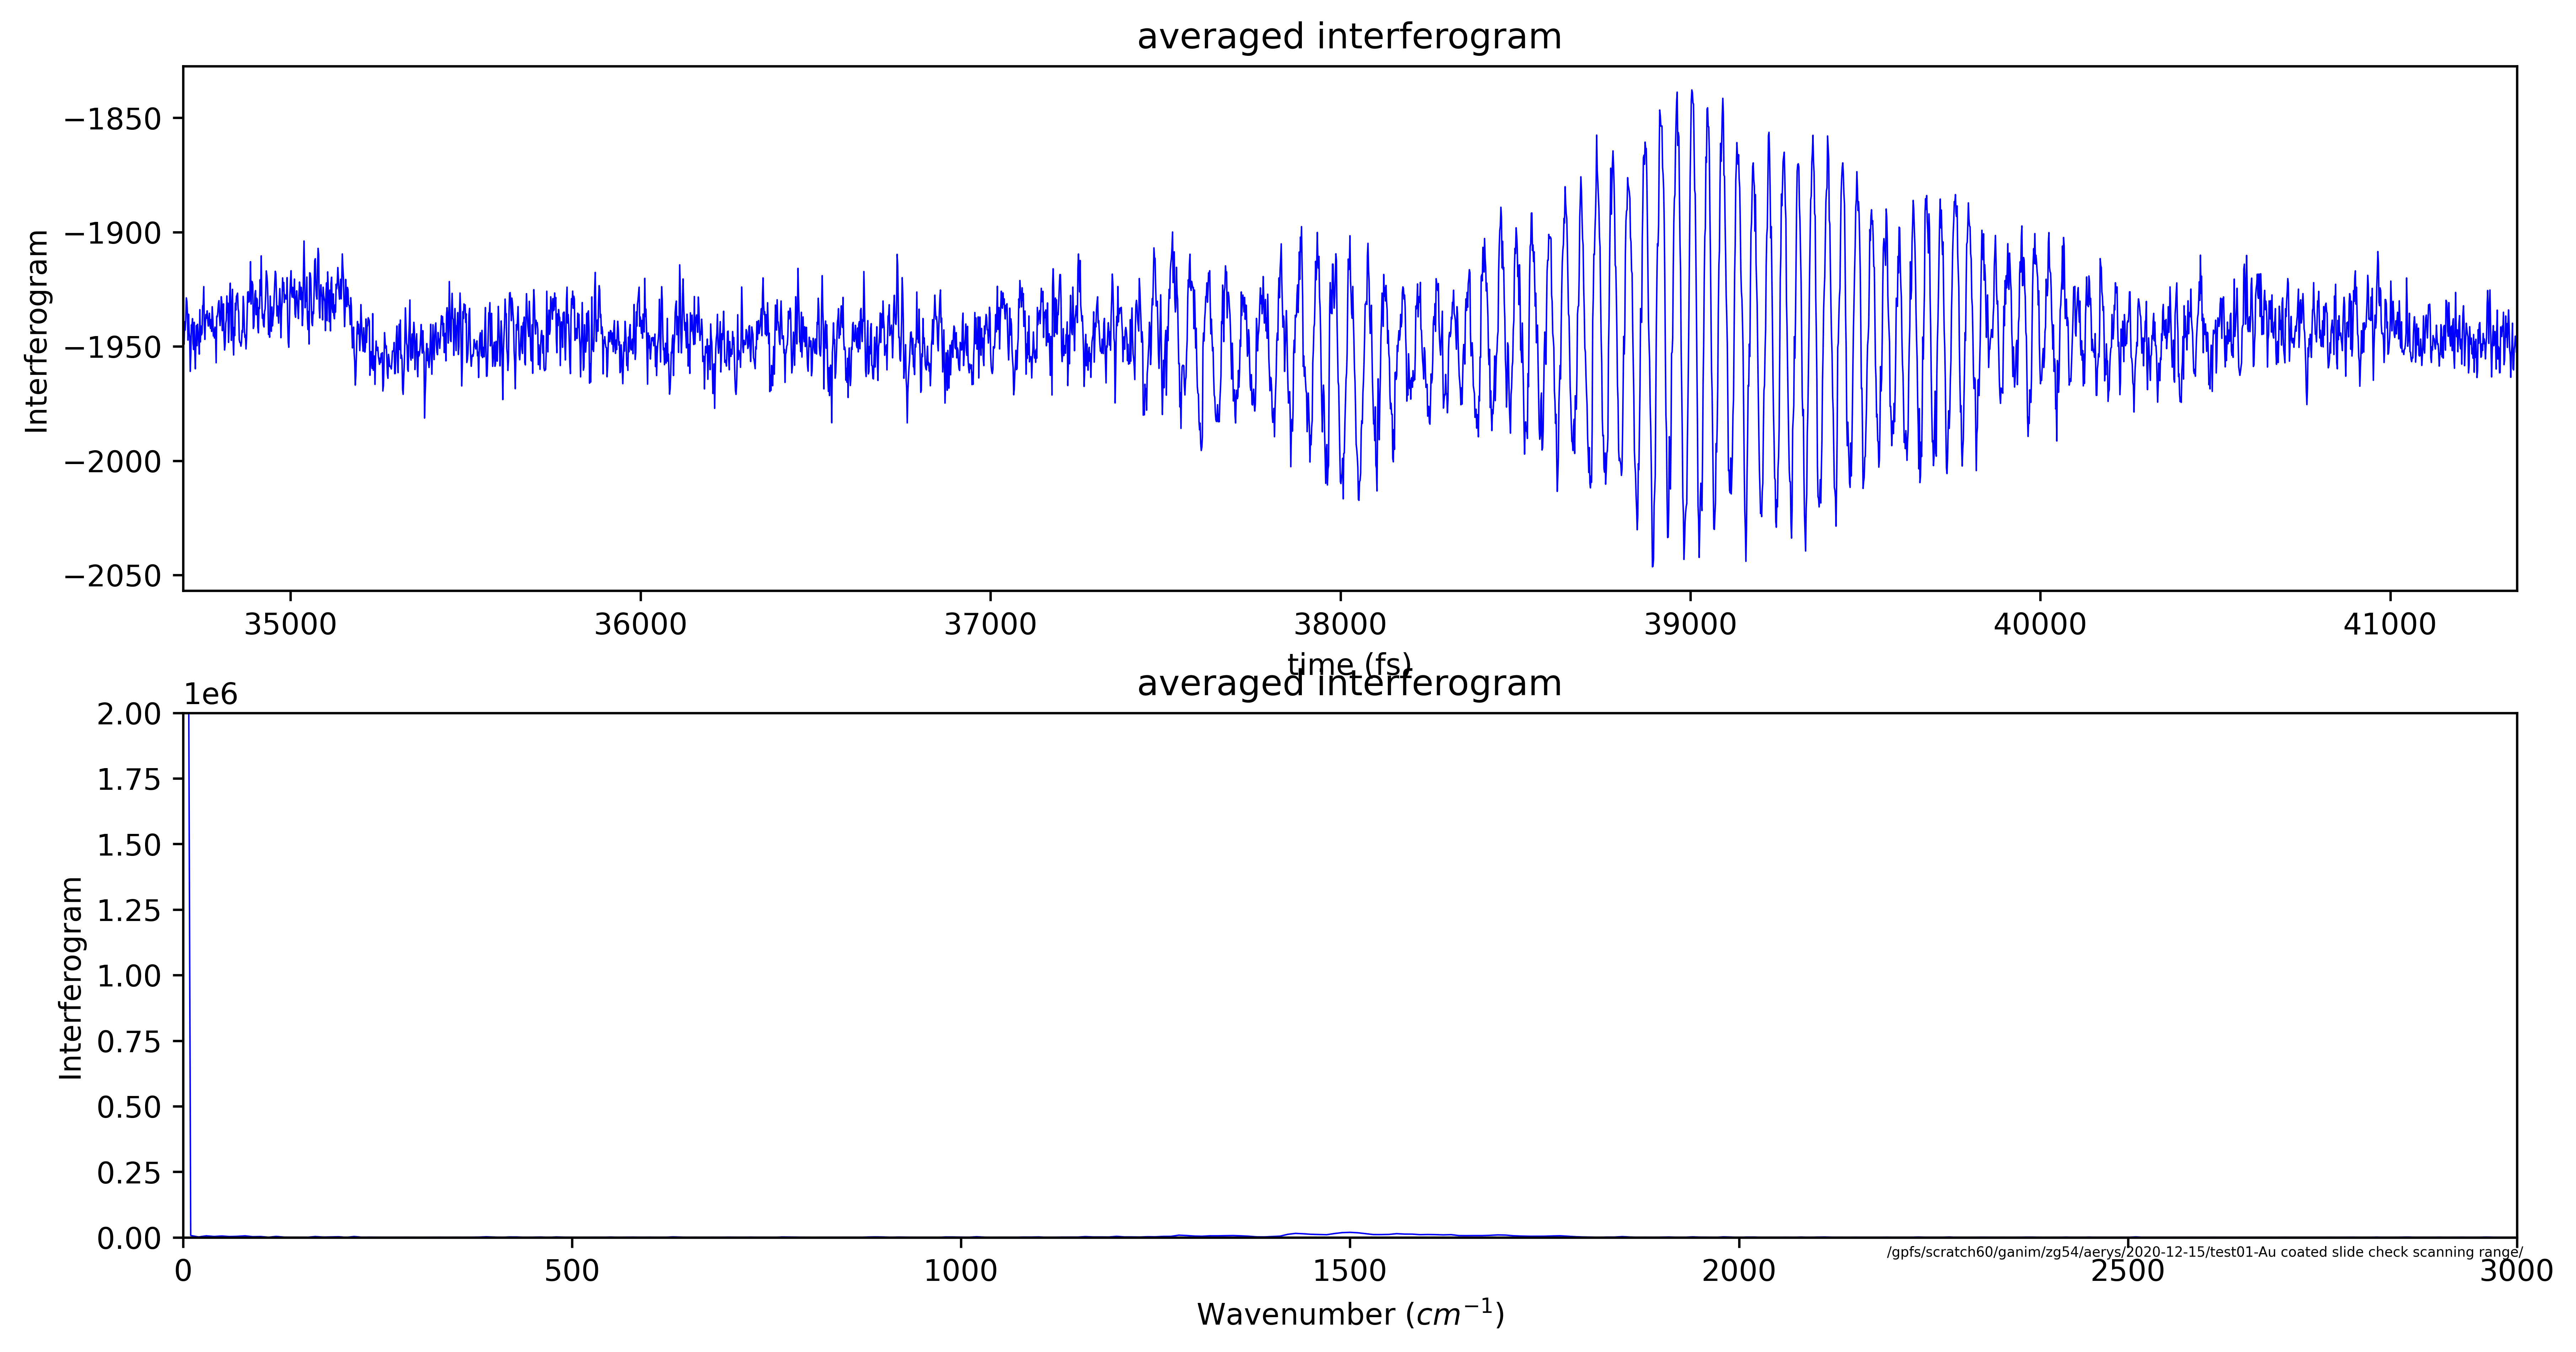 averaged interferogram
Interferogram
−1850
−1900
−1950
−2000
−2050
35000 36000 37000 38000 39000 40000 41000
time (fs)
averaged interferogram
1e6
Interferogram
2.00
1.75
1.50
1.25
1.00
0.75
0.50
0.25
0.00
/gpfs/scratch60/ganim/zg54/aerys/2020-12-15/test01-Au coated slide check scanning range/
0 500 1000 1500 2000 2500 3000
Wavenumber (cm⁻¹)